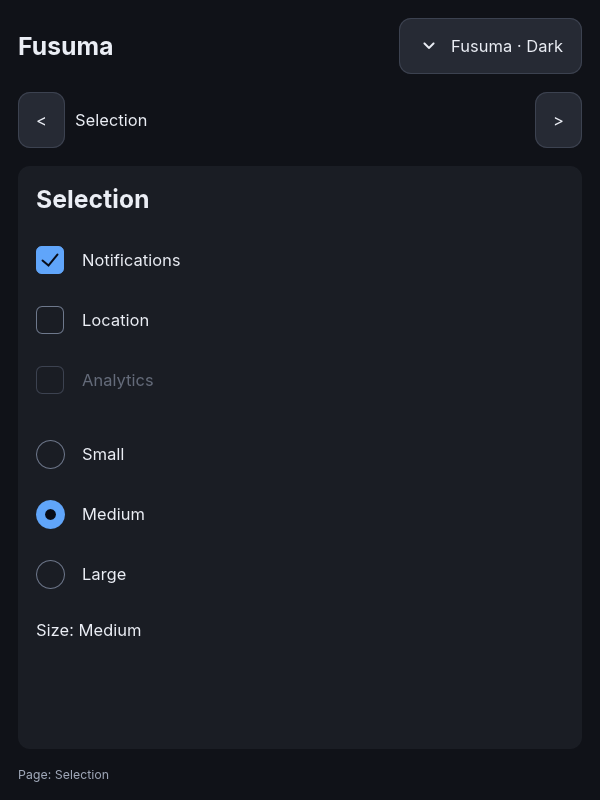 Fusuma
Fusuma · Dark
< Selection >
Selection
Notifications
Location
Analytics
Small
Medium
Large
Size: Medium
Page: Selection